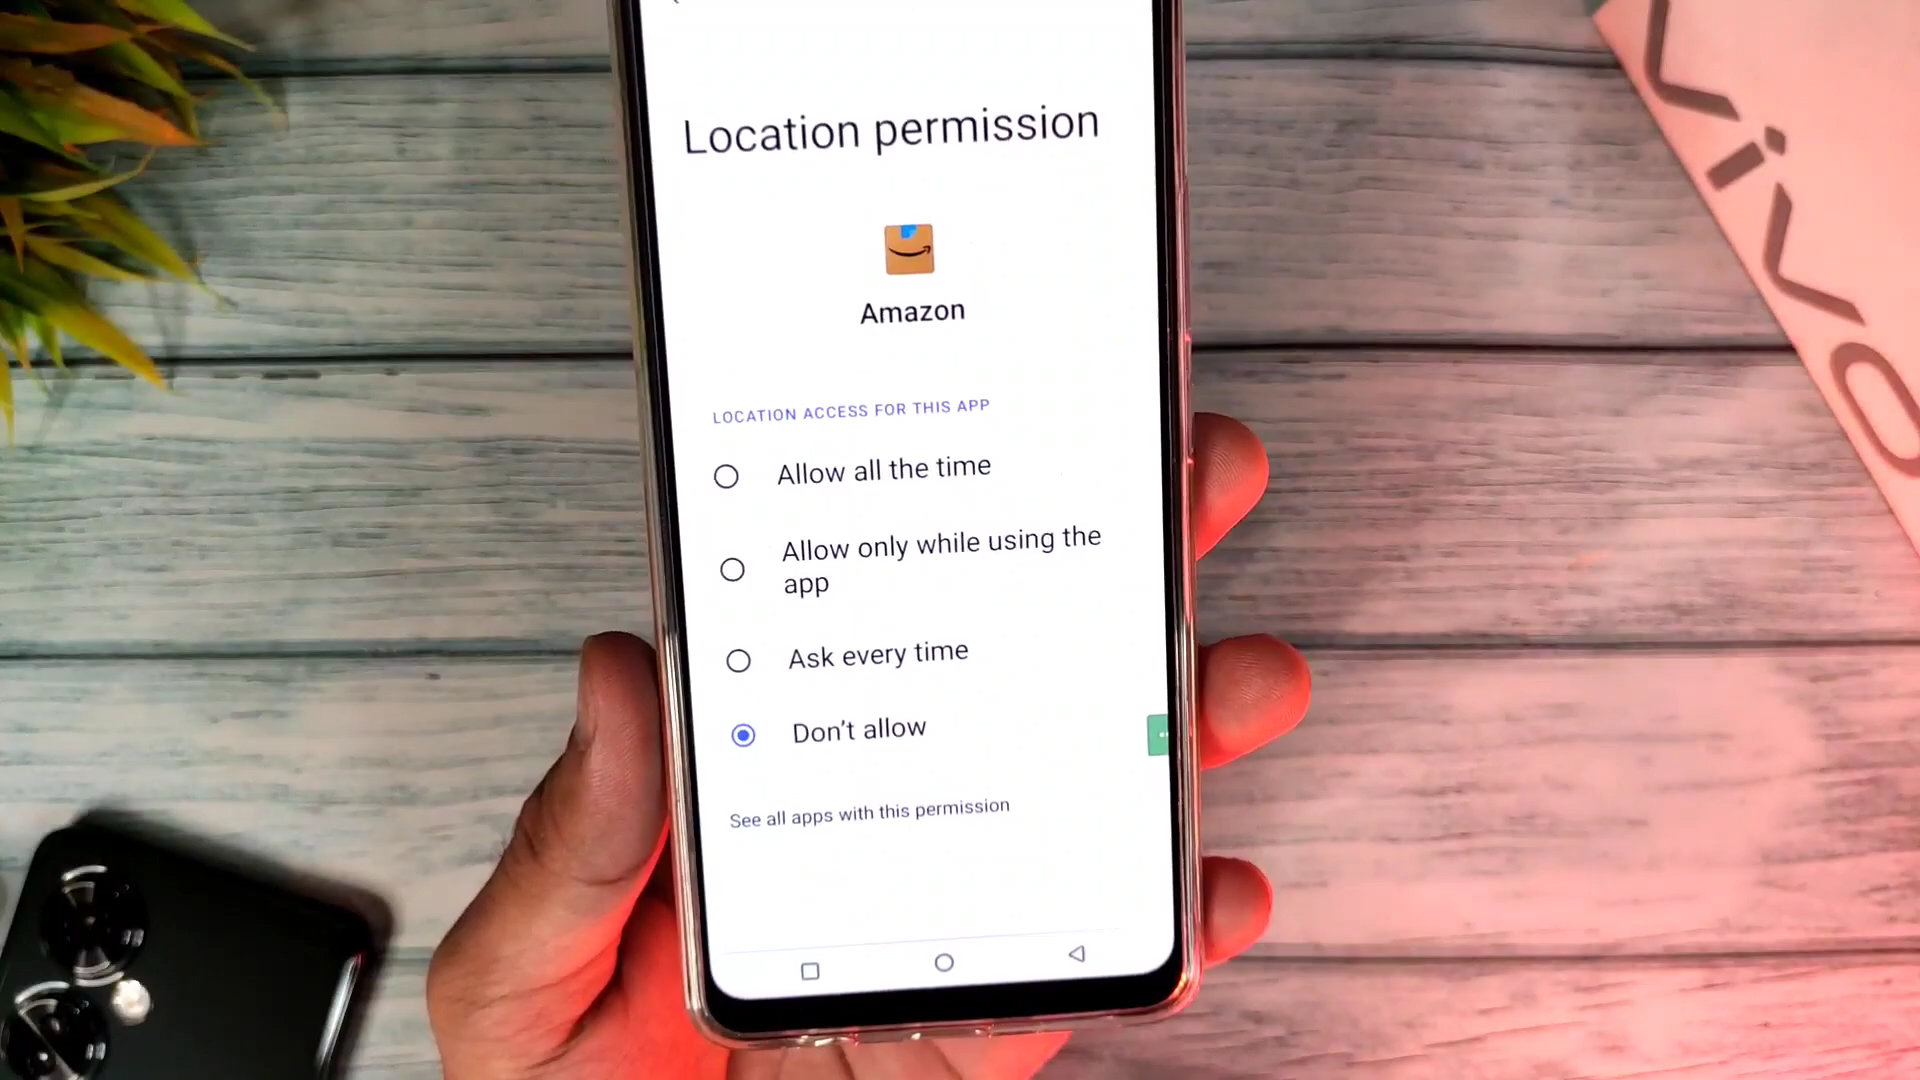 Location permission
Amazon
LOCATION ACCESS FOR THIS APP
Allow all the time
Allow only while using the
app
Ask every time
Don't allow
See all apps with this permission
vivo